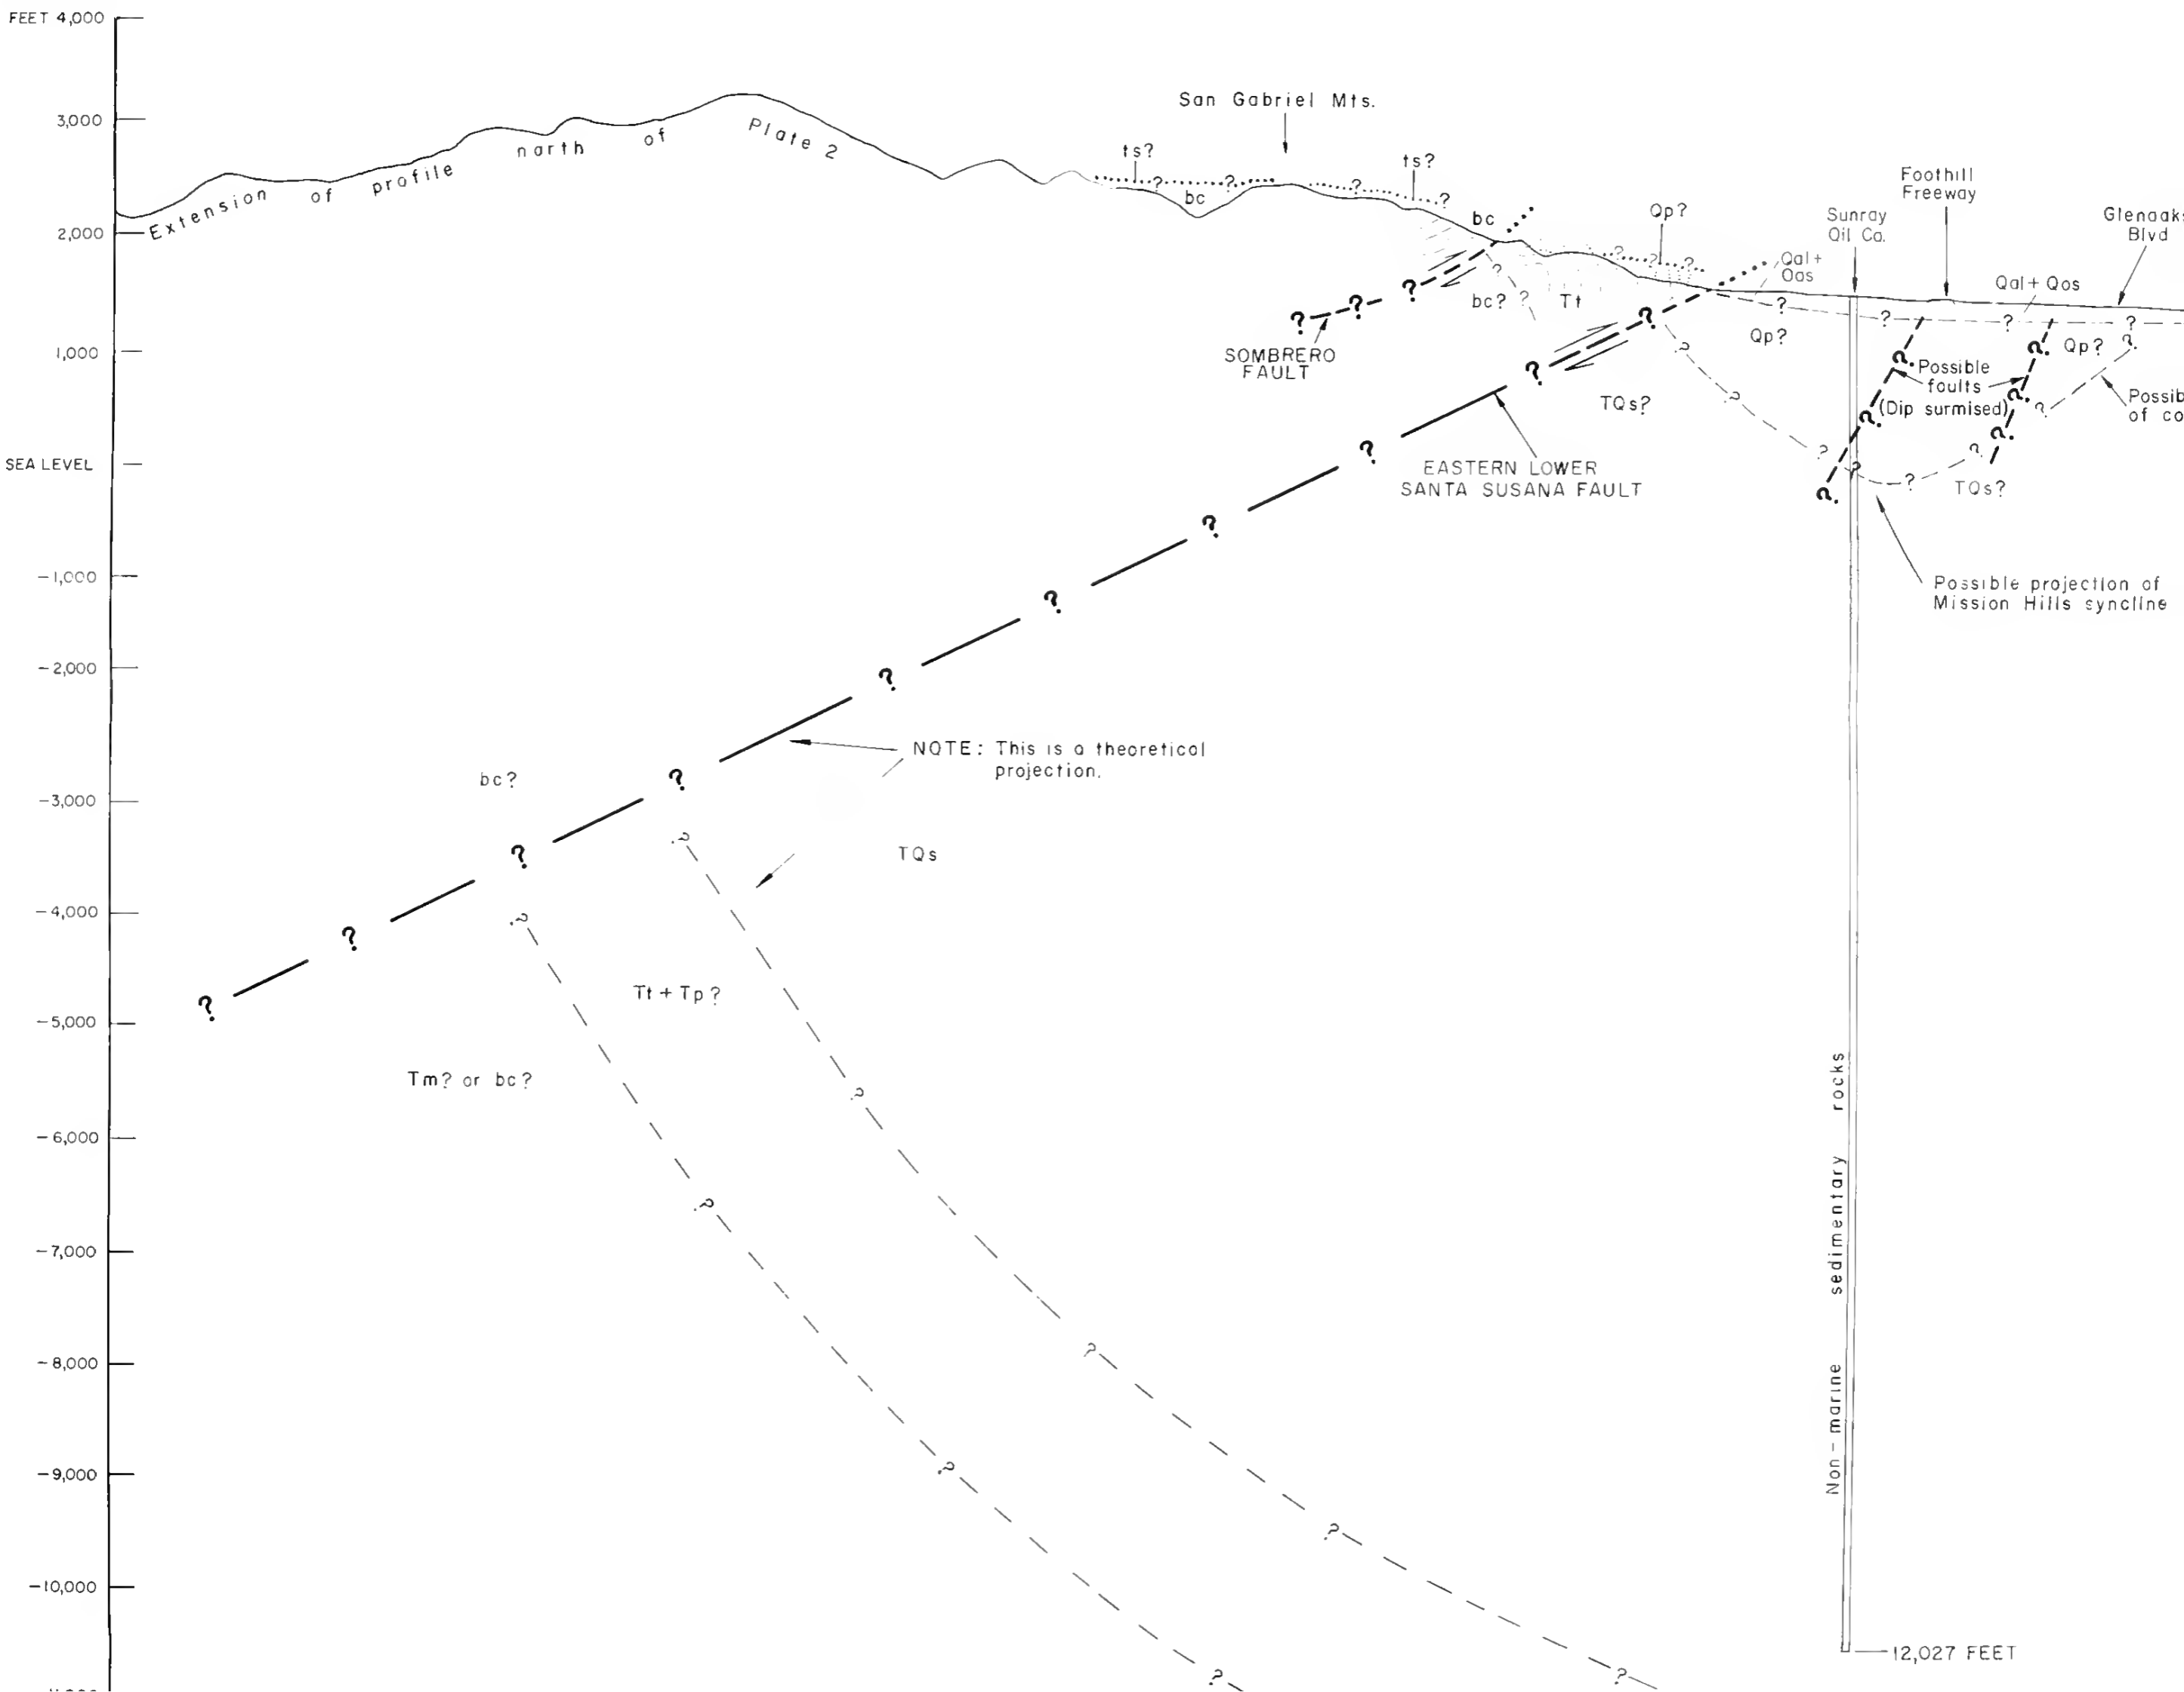 FEET 4,000
3,000
2,000
1,000
SEA LEVEL
-1,000
-2,000
-3,000
-4,000
-5,000
-6,000
-7,000
-8,000
-9,000
-10,000
Extension of profile north of Plate 2
San Gabriel Mts.
ts?
ts?
bc
bc
Qp?
Qal+
Qos
Sunray
Oil Co.
Foothill
Freeway
Glenoaks
Blvd
Qal+Qos
bc?
Tt
Qp?
Qp?
SOMBRERO
FAULT
Possible
faults
(Dip surmised)
Possib
of co
TQs?
TQs?
EASTERN LOWER
SANTA SUSANA FAULT
Possible projection of
Mission Hills syncline
NOTE: This is a theoretical
projection.
bc?
TQs
Tt + Tp?
Tm? or bc?
Non-marine sedimentary rocks
12,027 FEET